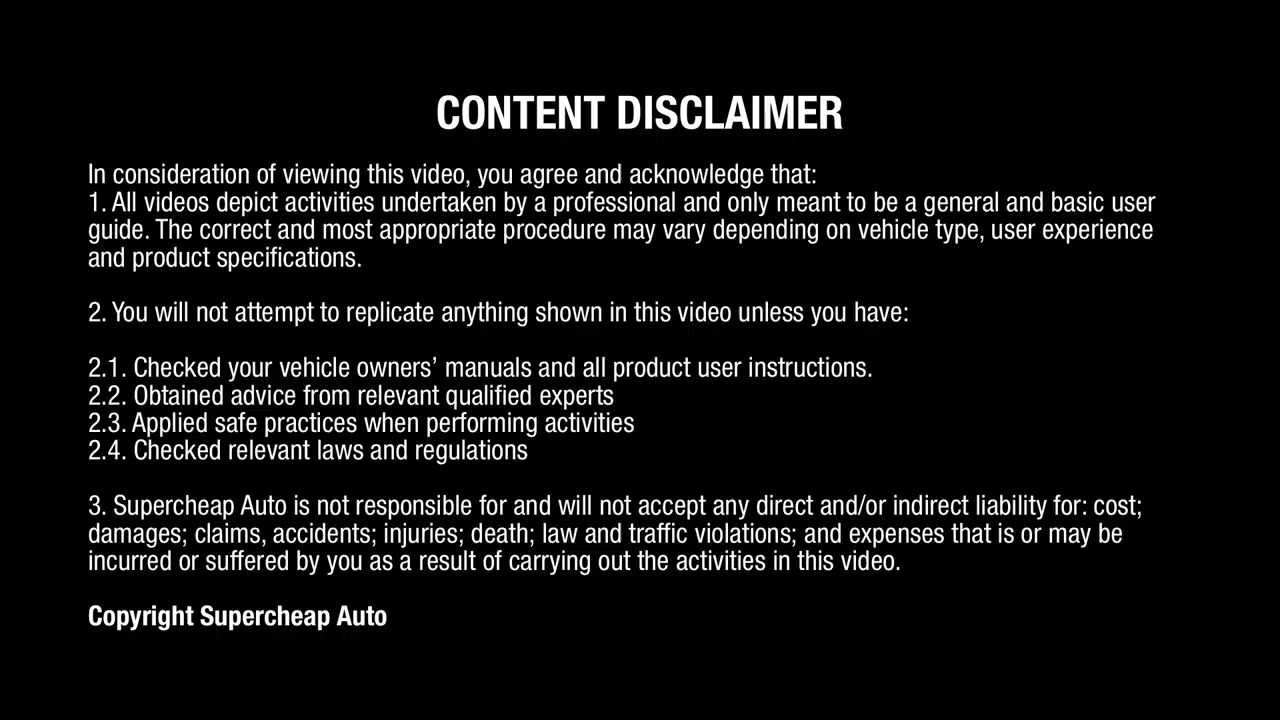 CONTENT DISCLAIMER
In consideration of viewing this video, you agree and acknowledge that:
1. All videos depict activities undertaken by a professional and only meant to be a general and basic user
guide. The correct and most appropriate procedure may vary depending on vehicle type, user experience
and product specifications.
2. You will not attempt to replicate anything shown in this video unless you have:
2.1. Checked your vehicle owners’ manuals and all product user instructions.
2.2. Obtained advice from relevant qualified experts
2.3. Applied safe practices when performing activities
2.4. Checked relevant laws and regulations
3. Supercheap Auto is not responsible for and will not accept any direct and/or indirect liability for: cost;
damages; claims, accidents; injuries; death; law and traffic violations; and expenses that is or may be
incurred or suffered by you as a result of carrying out the activities in this video.
Copyright Supercheap Auto